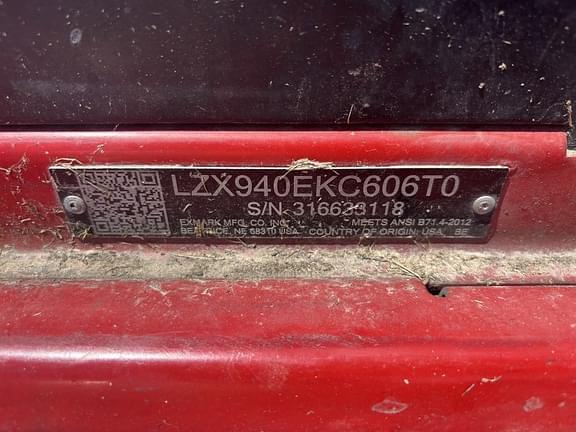 LZX940EKC606T0
S/N 316633118
EXMARK MFG. CO. INC. MEETS ANSI B71.4-2012
BEATRICE, NE 68310 USA COUNTRY OF ORIGIN: USA BE